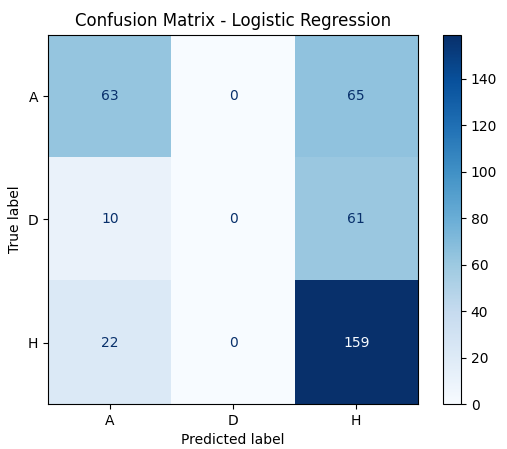 Confusion Matrix - Logistic Regression
True label
A
63
0
65
D
10
0
61
H
22
0
159
A
D
H
Predicted label
140
120
100
80
60
40
20
0